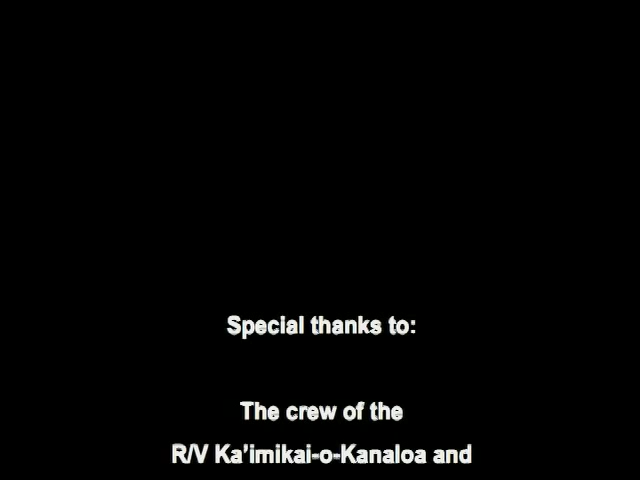 Special thanks to:
The crew of the
R/V Ka’imikai-o-Kanaloa and